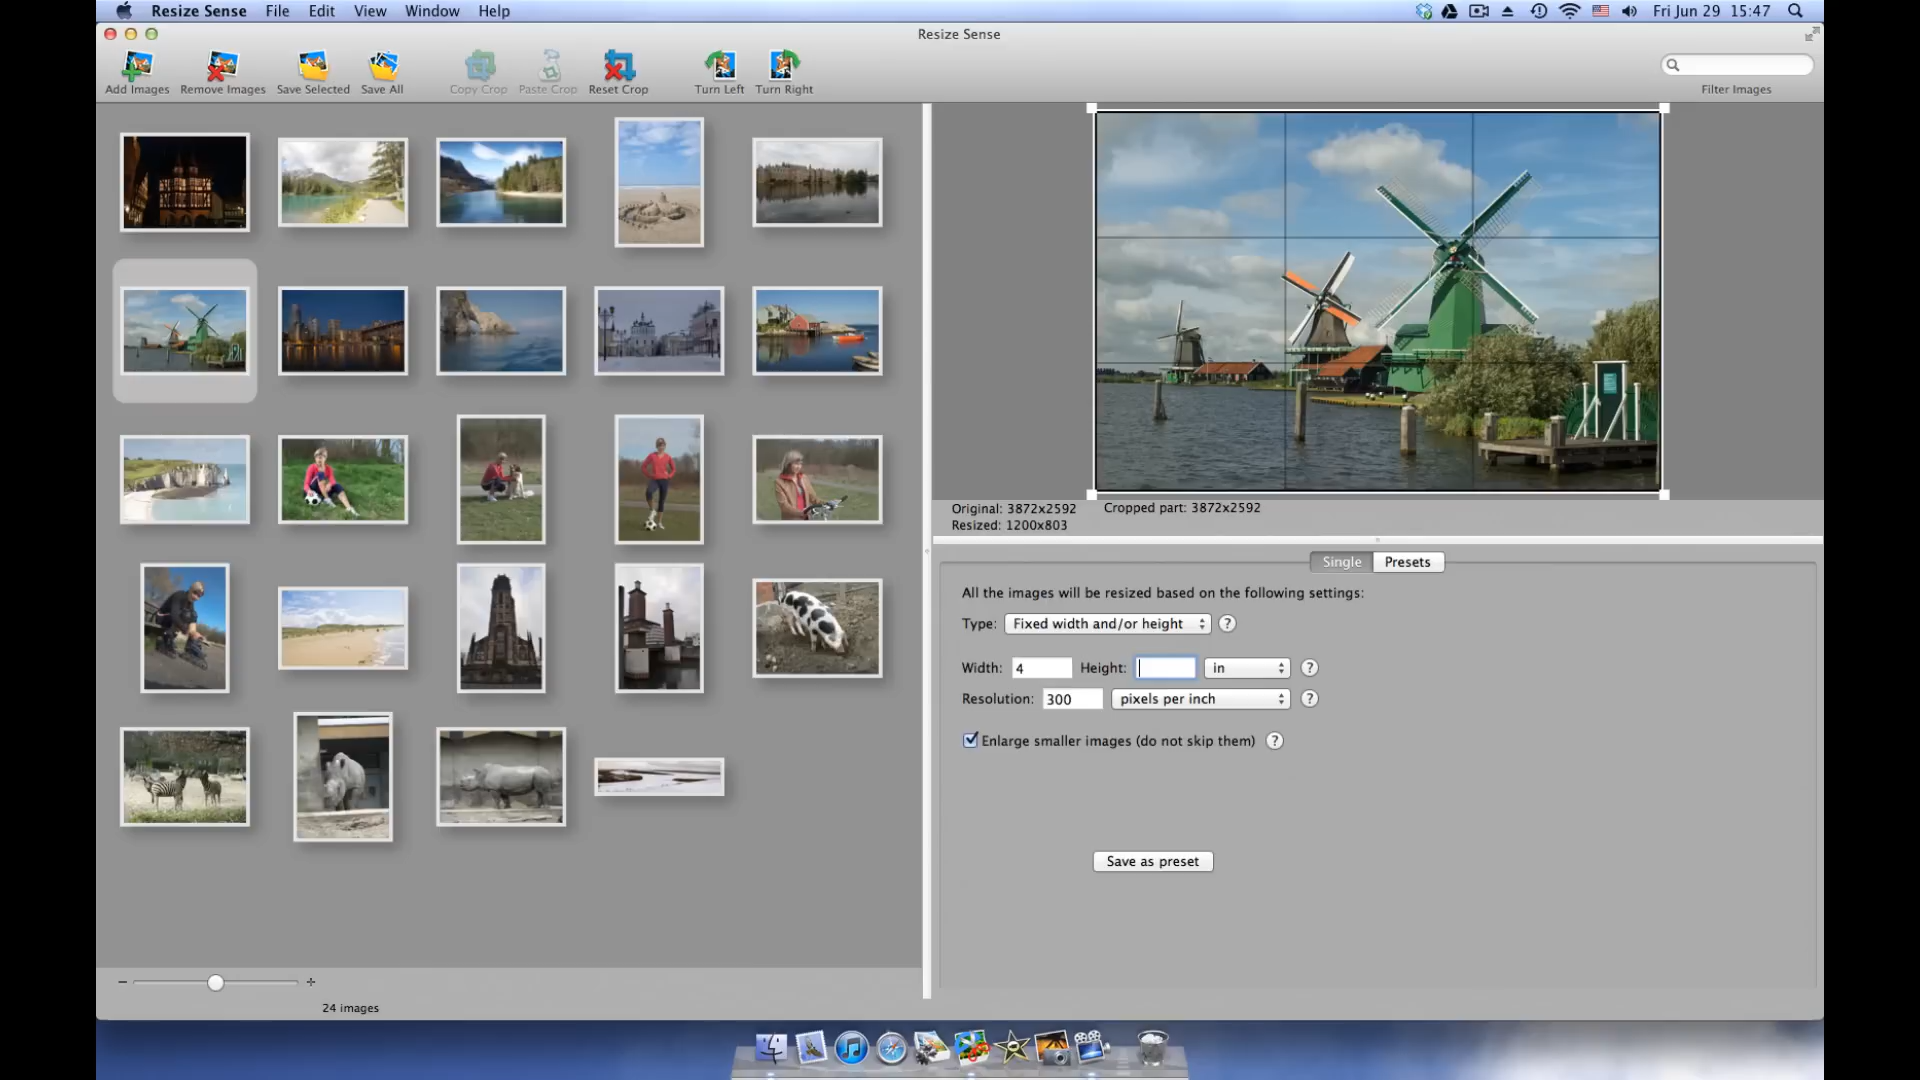 Resize Sense File Edit View Window Help Fri Jun 29 15:47
Resize Sense
Add Images Remove Images Save Selected Save All Copy Crop Paste Crop Reset Crop Turn Left Turn Right Filter Images
Original: 3872x2592 Cropped part: 3872x2592
Resized: 1200x803
Single Presets
All the images will be resized based on the following settings:
Type: Fixed width and/or height ?
Width: 4 Height: in ?
Resolution: 300 pixels per inch ?
Enlarge smaller images (do not skip them) ?
Save as preset
24 images